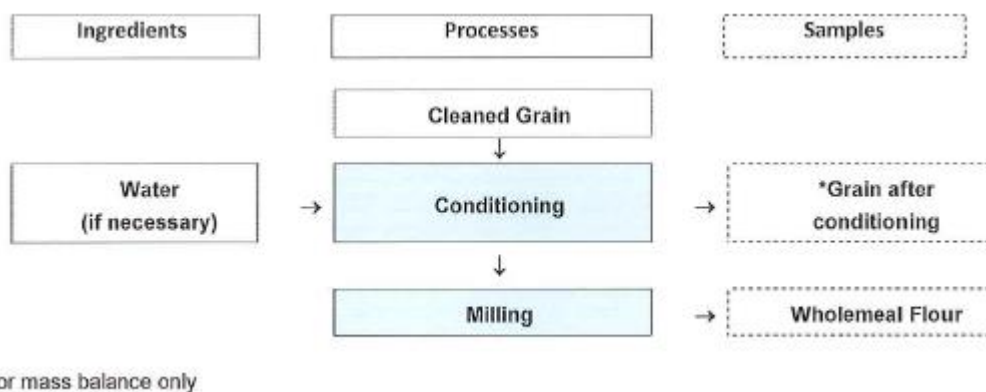 Ingredients
Processes
Samples
Cleaned Grain
Water
(if necessary)
→
Conditioning
→
*Grain after
conditioning
Milling
→
Wholemeal Flour
or mass balance only